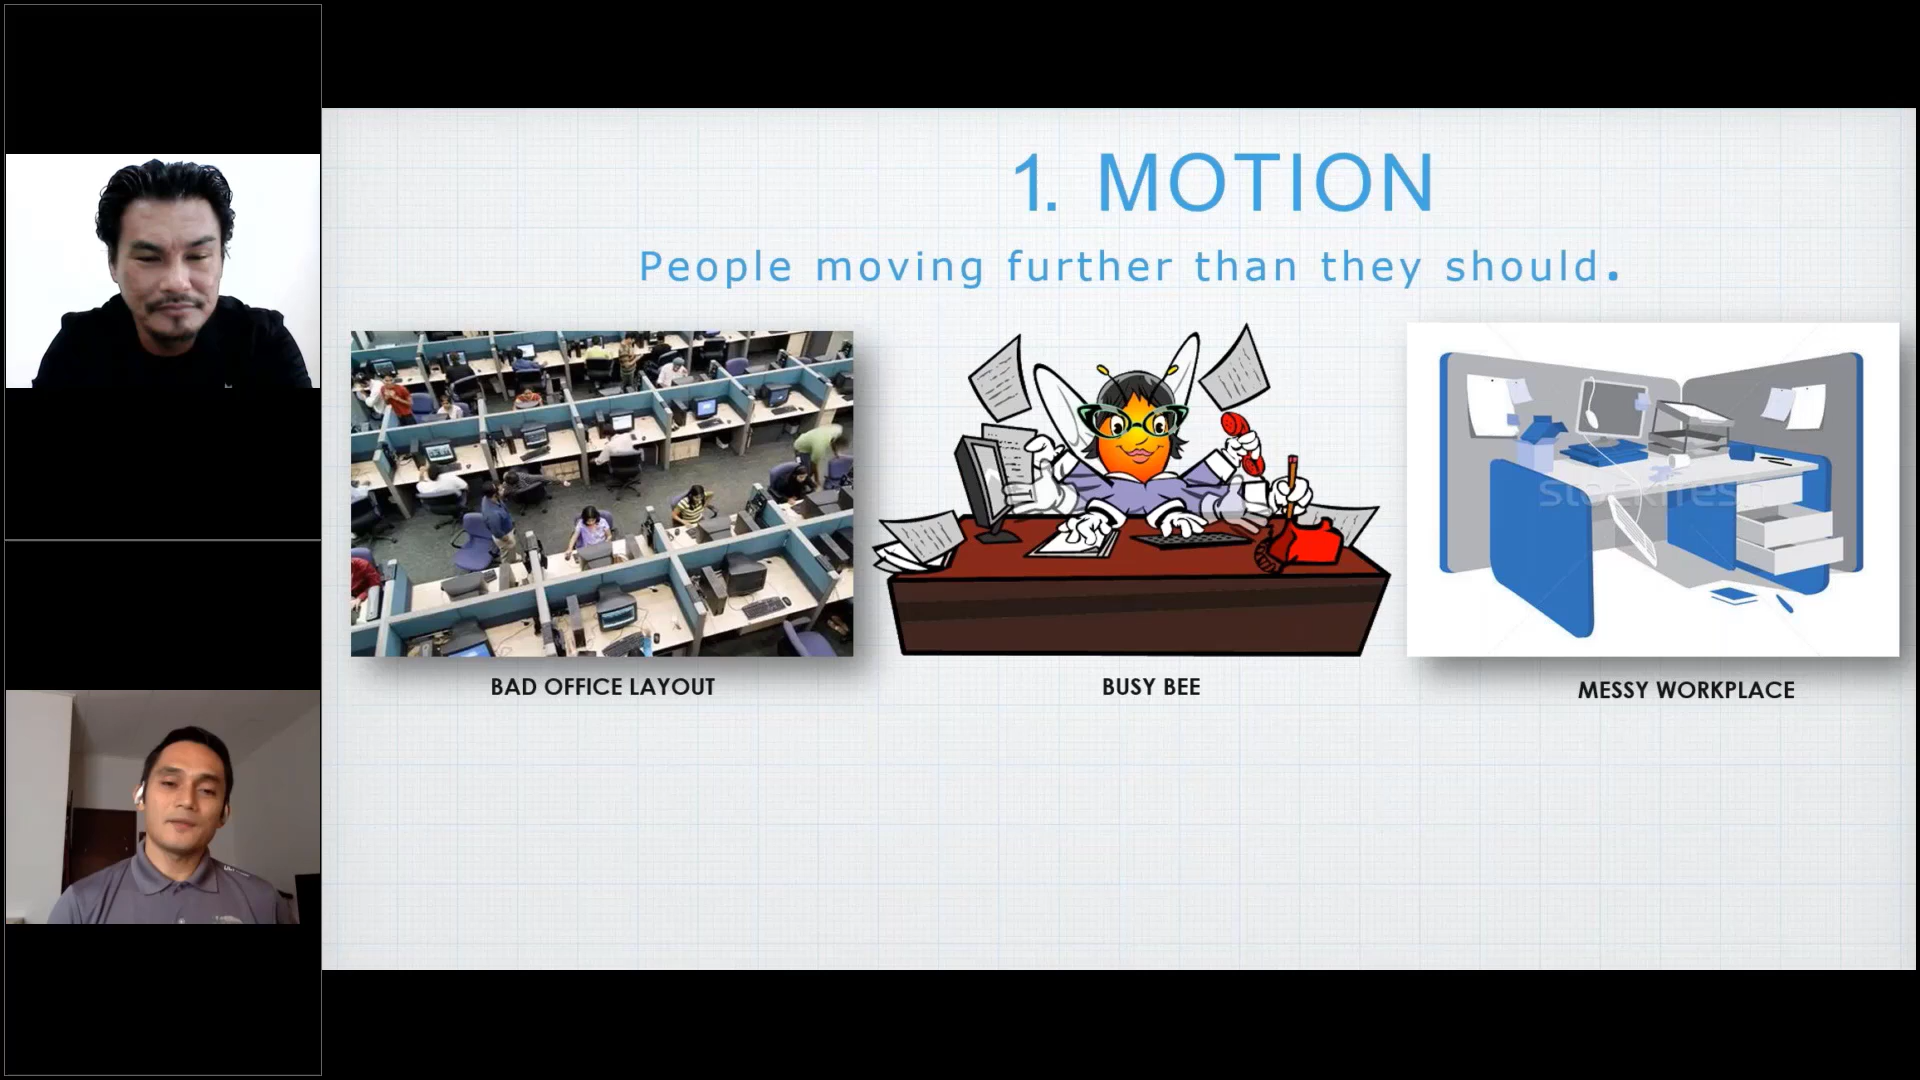 1. MOTION
People moving further than they should.
BAD OFFICE LAYOUT
BUSY BEE
MESSY WORKPLACE